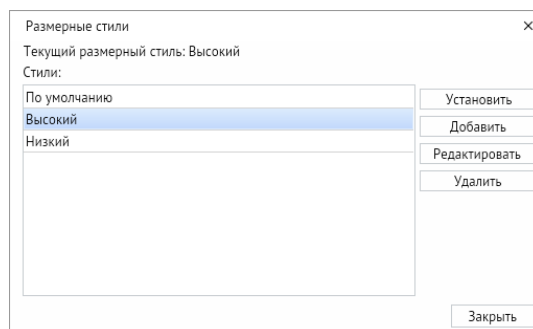 Размерные стили
Текущий размерный стиль: Высокий
Стили:
По умолчанию
Высокий
Низкий
Установить
Добавить
Редактировать
Удалить
Закрыть